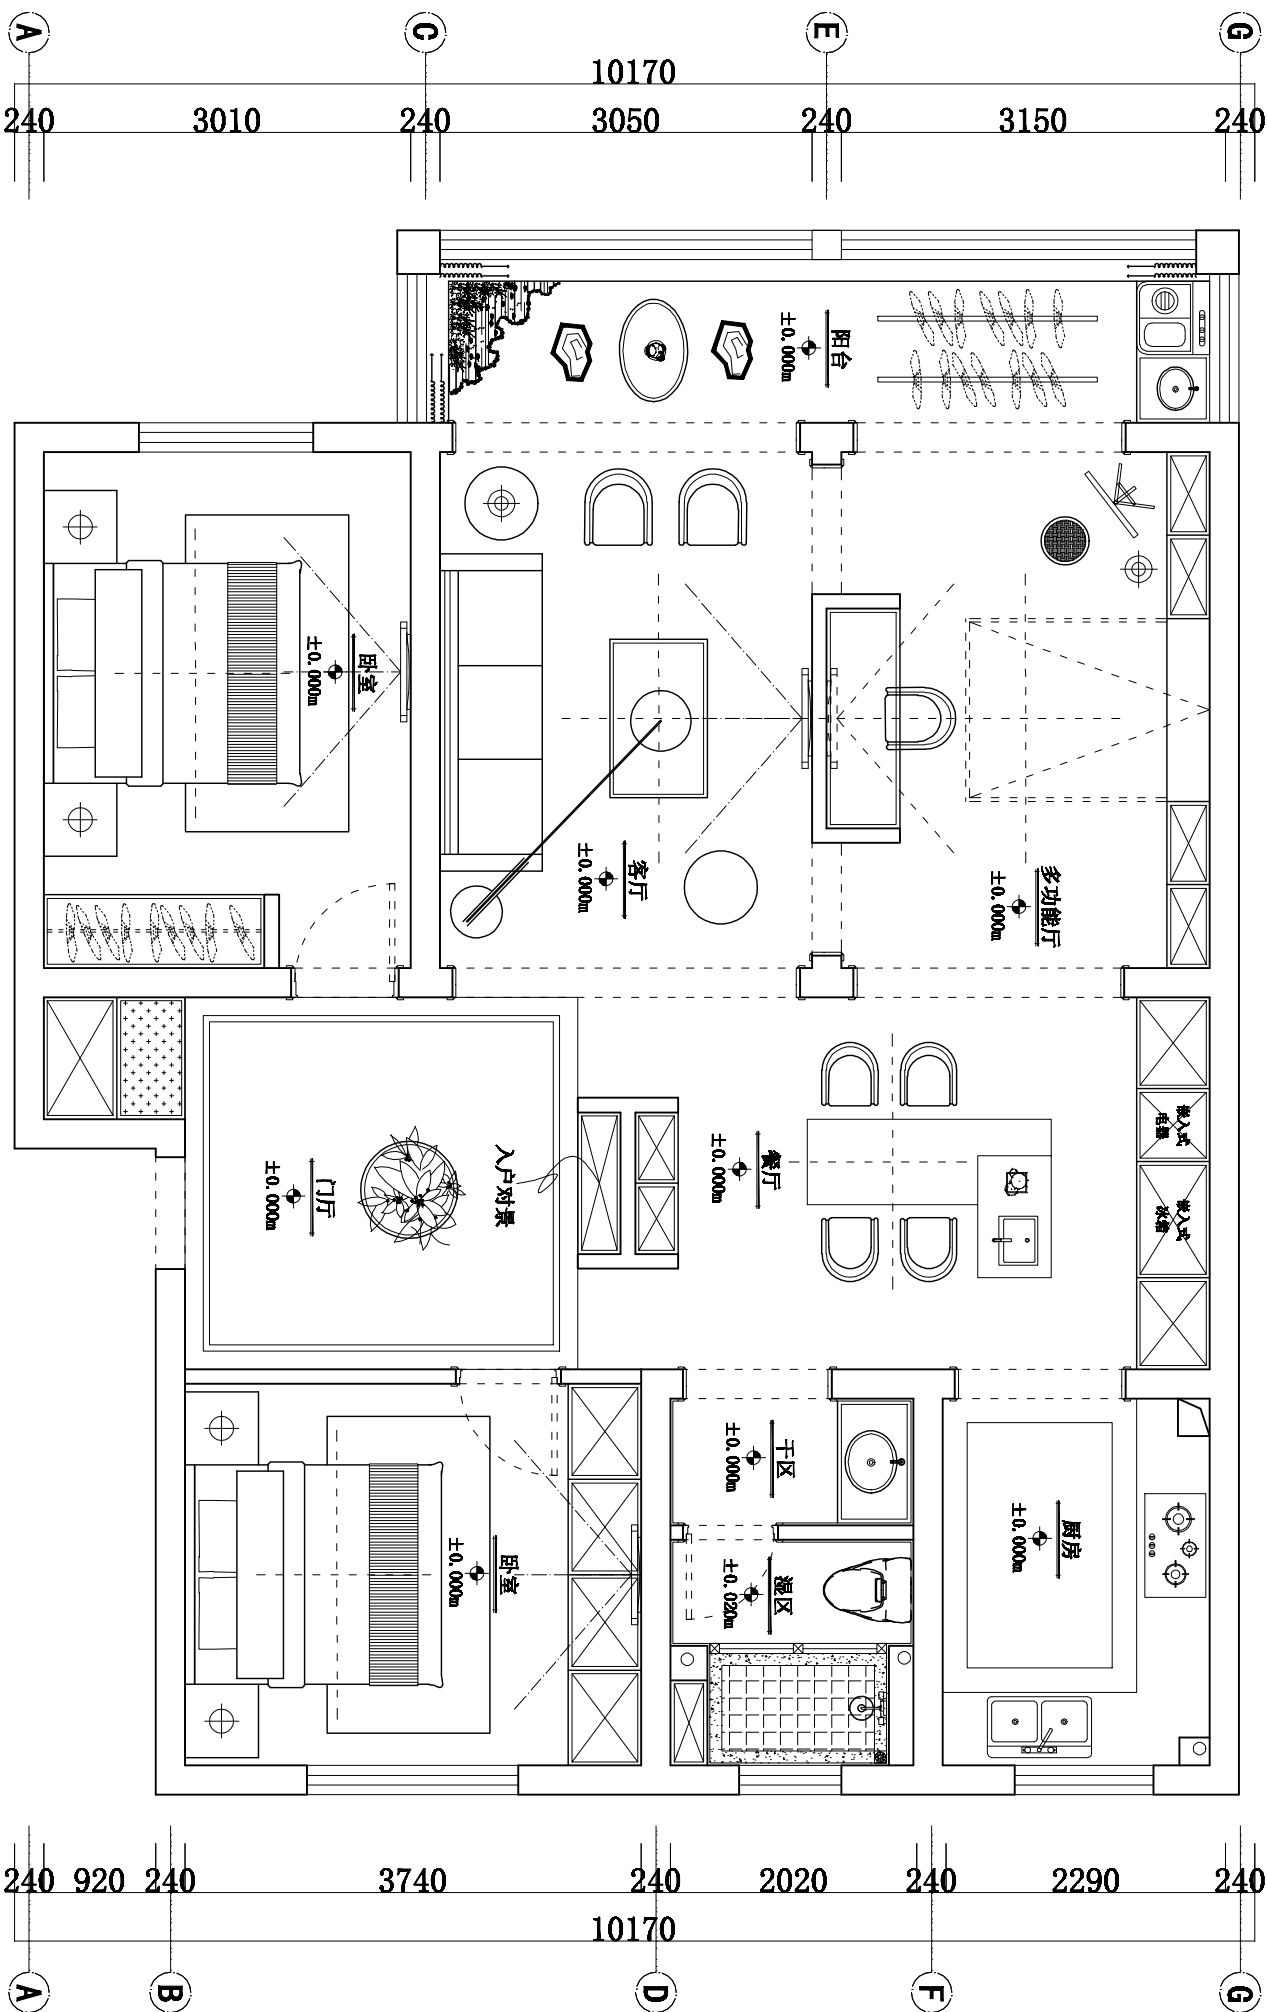 A C E G
10170
240 3010 240 3050 240 3150 240
阳台
±0.000m
卧室
±0.000m
客厅
±0.000m
多功能厅
±0.000m
嵌入式
电器
嵌入式
冰箱
餐厅
±0.000m
入户对景
门厅
±0.000m
干区
±0.000m
厨房
±0.000m
卧室
±0.000m
湿区
±0.020m
240 920 240 3740 240 2020 240 2290 240
10170
A B D F G